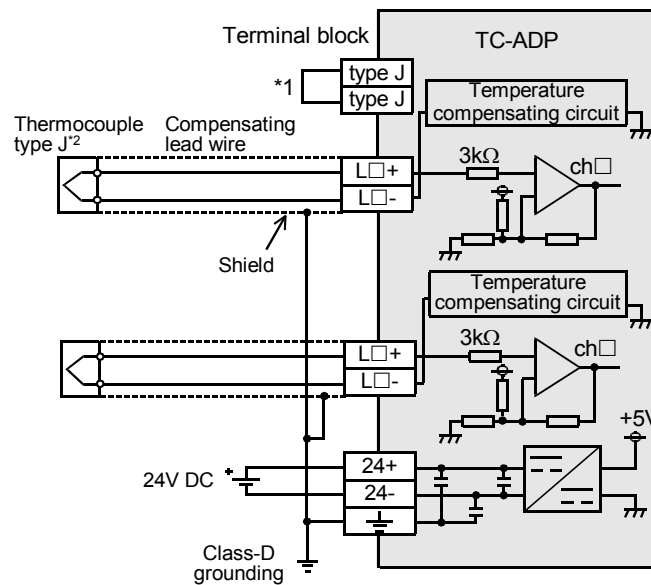 Terminal block
TC-ADP
*1
type J
type J
Temperature
compensating circuit
Thermocouple
type J*2
Compensating
lead wire
L□+
L□-
3kΩ
ch□
Shield
Temperature
compensating circuit
L□+
L□-
3kΩ
ch□
+5V
24V DC
+
24+
24-
Class-D
grounding